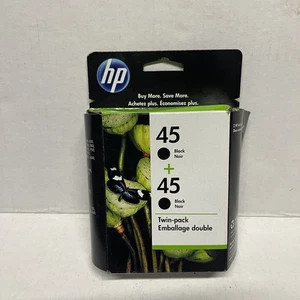 hp
Buy More. Save More.
Achetez plus. Économisez plus.
45
Black
Noir
+
45
Black
Noir
Twin-pack
Emballage double